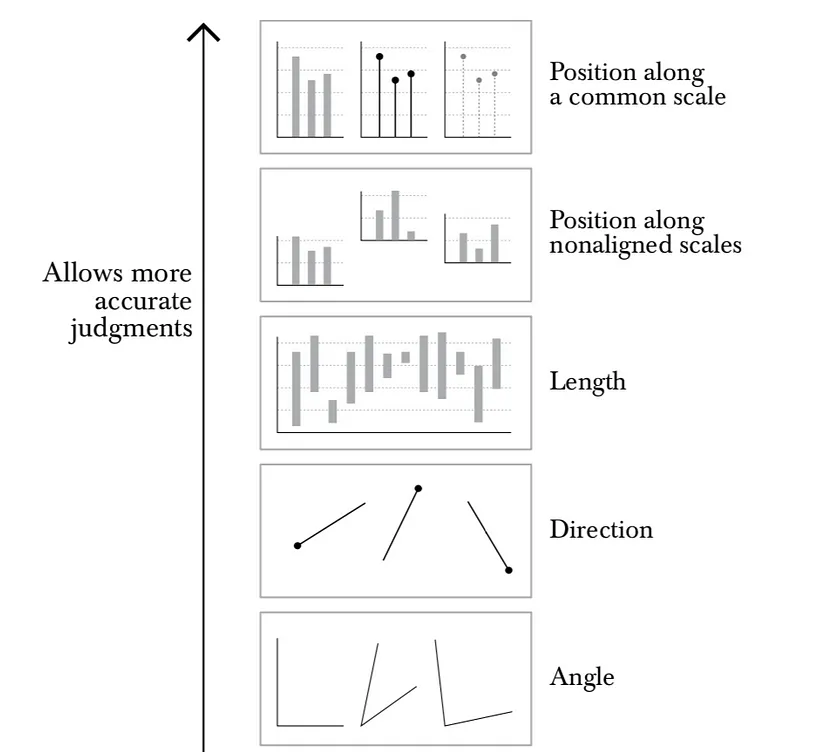 Position along
a common scale
Position along
nonaligned scales
Allows more
accurate
judgments
Length
Direction
Angle